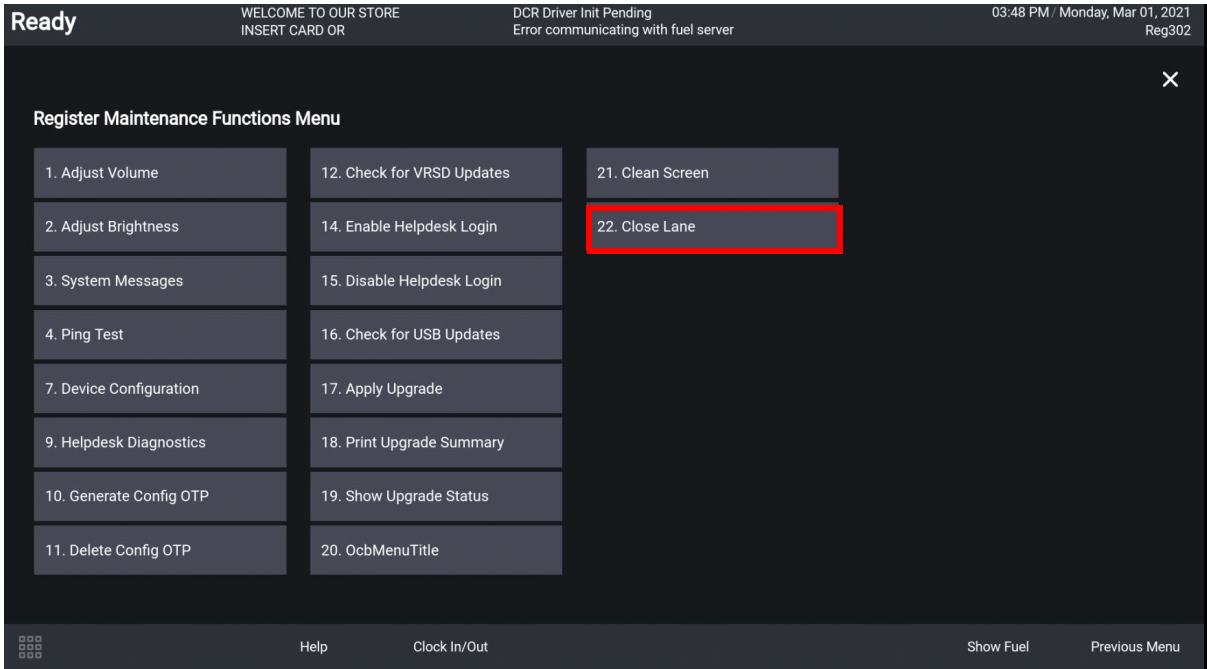 Ready
WELCOME TO OUR STORE
INSERT CARD OR
DCR Driver Init Pending
Error communicating with fuel server
03:48 PM / Monday, Mar 01, 2021
Reg302
Register Maintenance Functions Menu
1. Adjust Volume
2. Adjust Brightness
3. System Messages
4. Ping Test
7. Device Configuration
9. Helpdesk Diagnostics
10. Generate Config OTP
11. Delete Config OTP
12. Check for VRSD Updates
14. Enable Helpdesk Login
15. Disable Helpdesk Login
16. Check for USB Updates
17. Apply Upgrade
18. Print Upgrade Summary
19. Show Upgrade Status
20. OcbMenuTitle
21. Clean Screen
22. Close Lane
Help
Clock In/Out
Show Fuel
Previous Menu